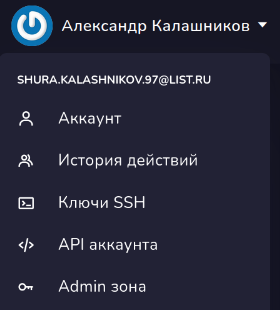 Александр Калашников
SHURA.KALASHNIKOV.97@LIST.RU
Аккаунт
История действий
Ключи SSH
API аккаунта
Admin зона